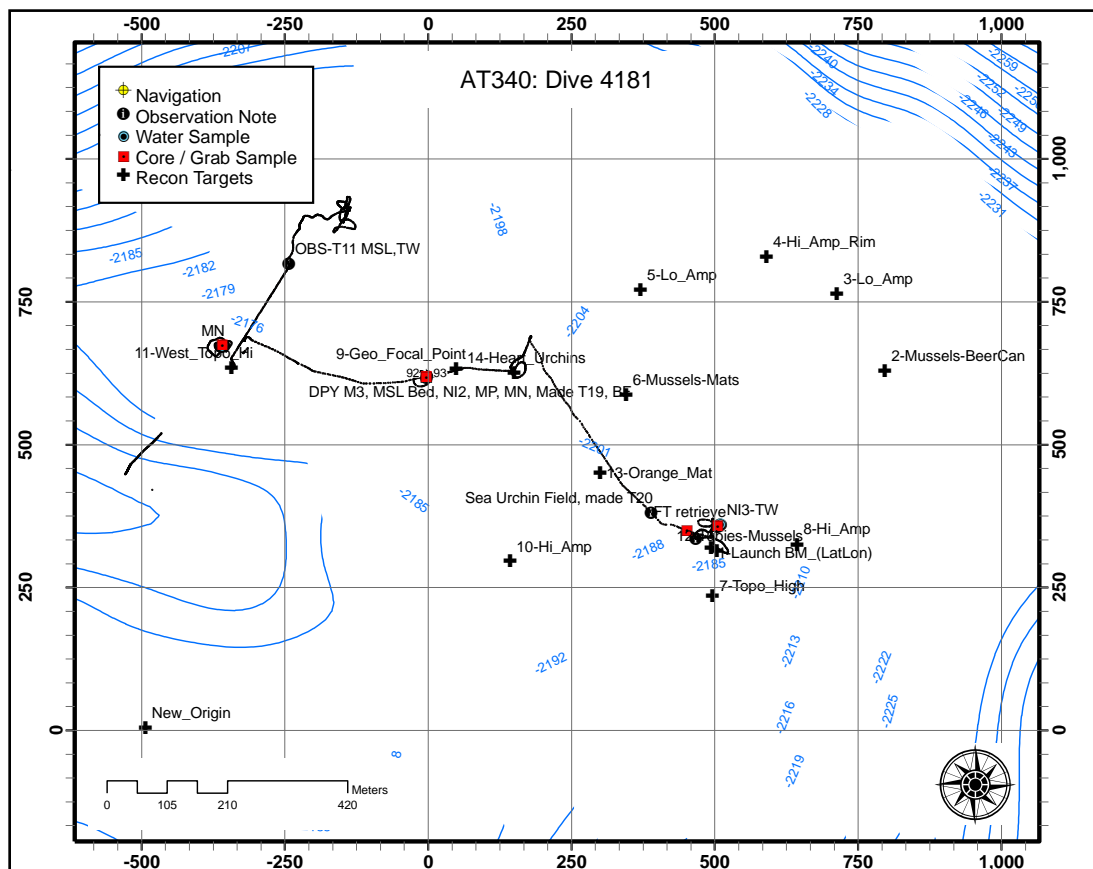 -500 -250 0 250 500 750 1,000
AT340: Dive 4181
Navigation
Observation Note
Water Sample
Core / Grab Sample
Recon Targets
-2207
-2240
-2234
-2228
-2259
-2252
-2246
-2249
-2243
-2237
-2231
1,000
1,000
-2198
-2185
-2182
-2179
-2176
OBS-T11 MSL,TW
4-Hi_Amp_Rim
5-Lo_Amp
3-Lo_Amp
750
750
-2204
MN
11-West_Topo_Hi
9-Geo_Focal_Point
14-Heart_Urchins
2-Mussels-BeerCan
6-Mussels-Mats
DPY M3, MSL Bed, NI2, MP, MN, Made T19, BF
500
500
-2201
13-Orange_Mat
-2185
Sea Urchin Field, made T20
FT retrieve
NI3-TW
8-Hi_Amp
1-Launch BM_(LatLon)
-2188
-2185
10-Hi_Amp
-2210
7-Topo_High
250
250
-2192
-2213
-2222
-2216
-2225
-2219
New_Origin
0
0
8
Meters
0 105 210 420
-500 -250 0 250 500 750 1,000